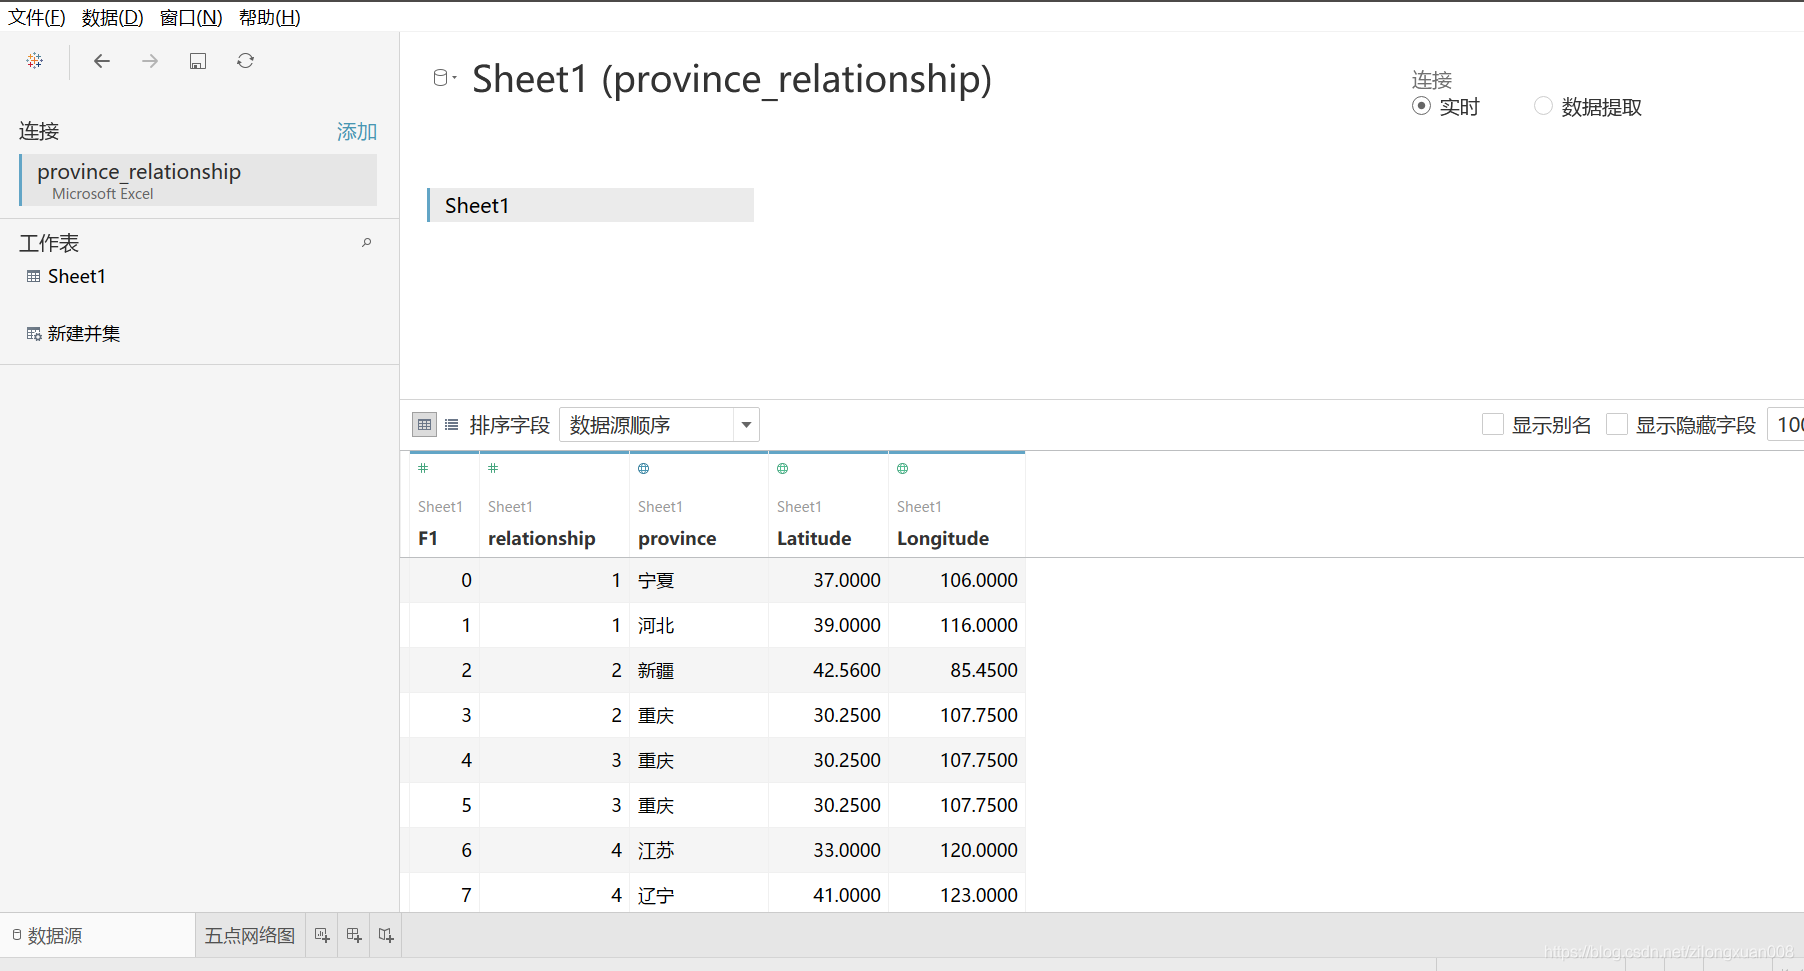 文件(F) 数据(D) 窗口(N) 帮助(H)
Sheet1 (province_relationship)
连接
实时 数据提取
连接 添加
province_relationship
Microsoft Excel
工作表
Sheet1
新建并集
Sheet1
排序字段 数据源顺序 显示别名 显示隐藏字段 100
Sheet1 Sheet1 Sheet1 Sheet1 Sheet1
F1 relationship province Latitude Longitude
0 1 宁夏 37.0000 106.0000
1 1 河北 39.0000 116.0000
2 2 新疆 42.5600 85.4500
3 2 重庆 30.2500 107.7500
4 3 重庆 30.2500 107.7500
5 3 重庆 30.2500 107.7500
6 4 江苏 33.0000 120.0000
7 4 辽宁 41.0000 123.0000
数据源 五点网络图
https://blog.csdn.net/zilongxuan008